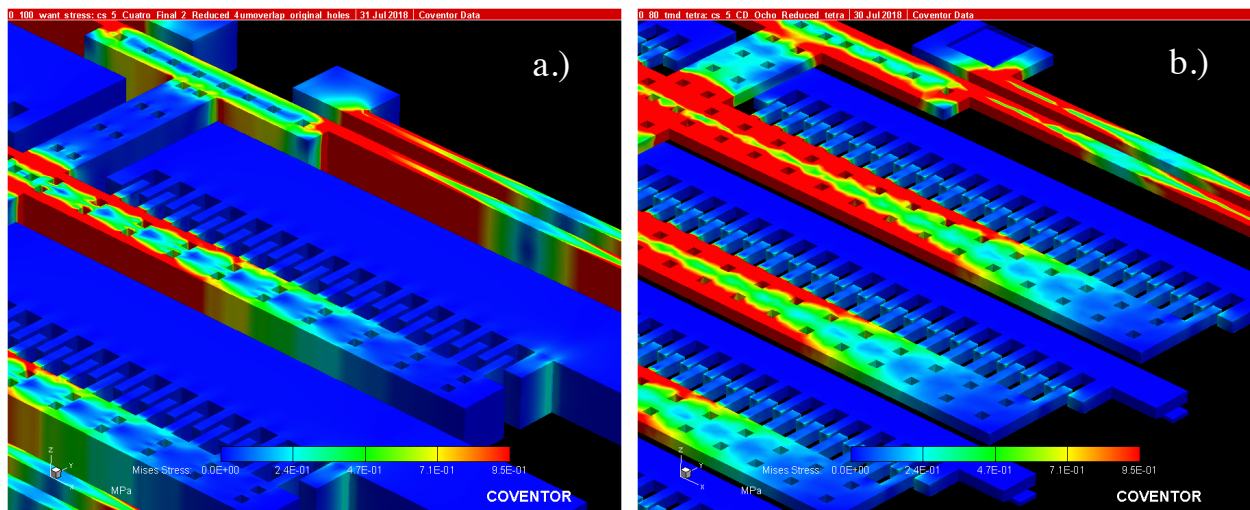 0_100_want_stress: cs_5_Cuatro_Final_2_Reduced_4umoverlap_original_holes | 31 Jul 2018 | Coventor Data
a.)
Z
Y
X
Mises Stress: 0.0E+00 2.4E-01 4.7E-01 7.1E-01 9.5E-01
MPa
COVENTOR
0_80_tmd_tetra: cs_5_CD_Ocho_Reduced_tetra | 30 Jul 2018 | Coventor Data
b.)
Z
Y
X
Mises Stress: 0.0E+00 2.4E-01 4.7E-01 7.1E-01 9.5E-01
MPa
COVENTOR